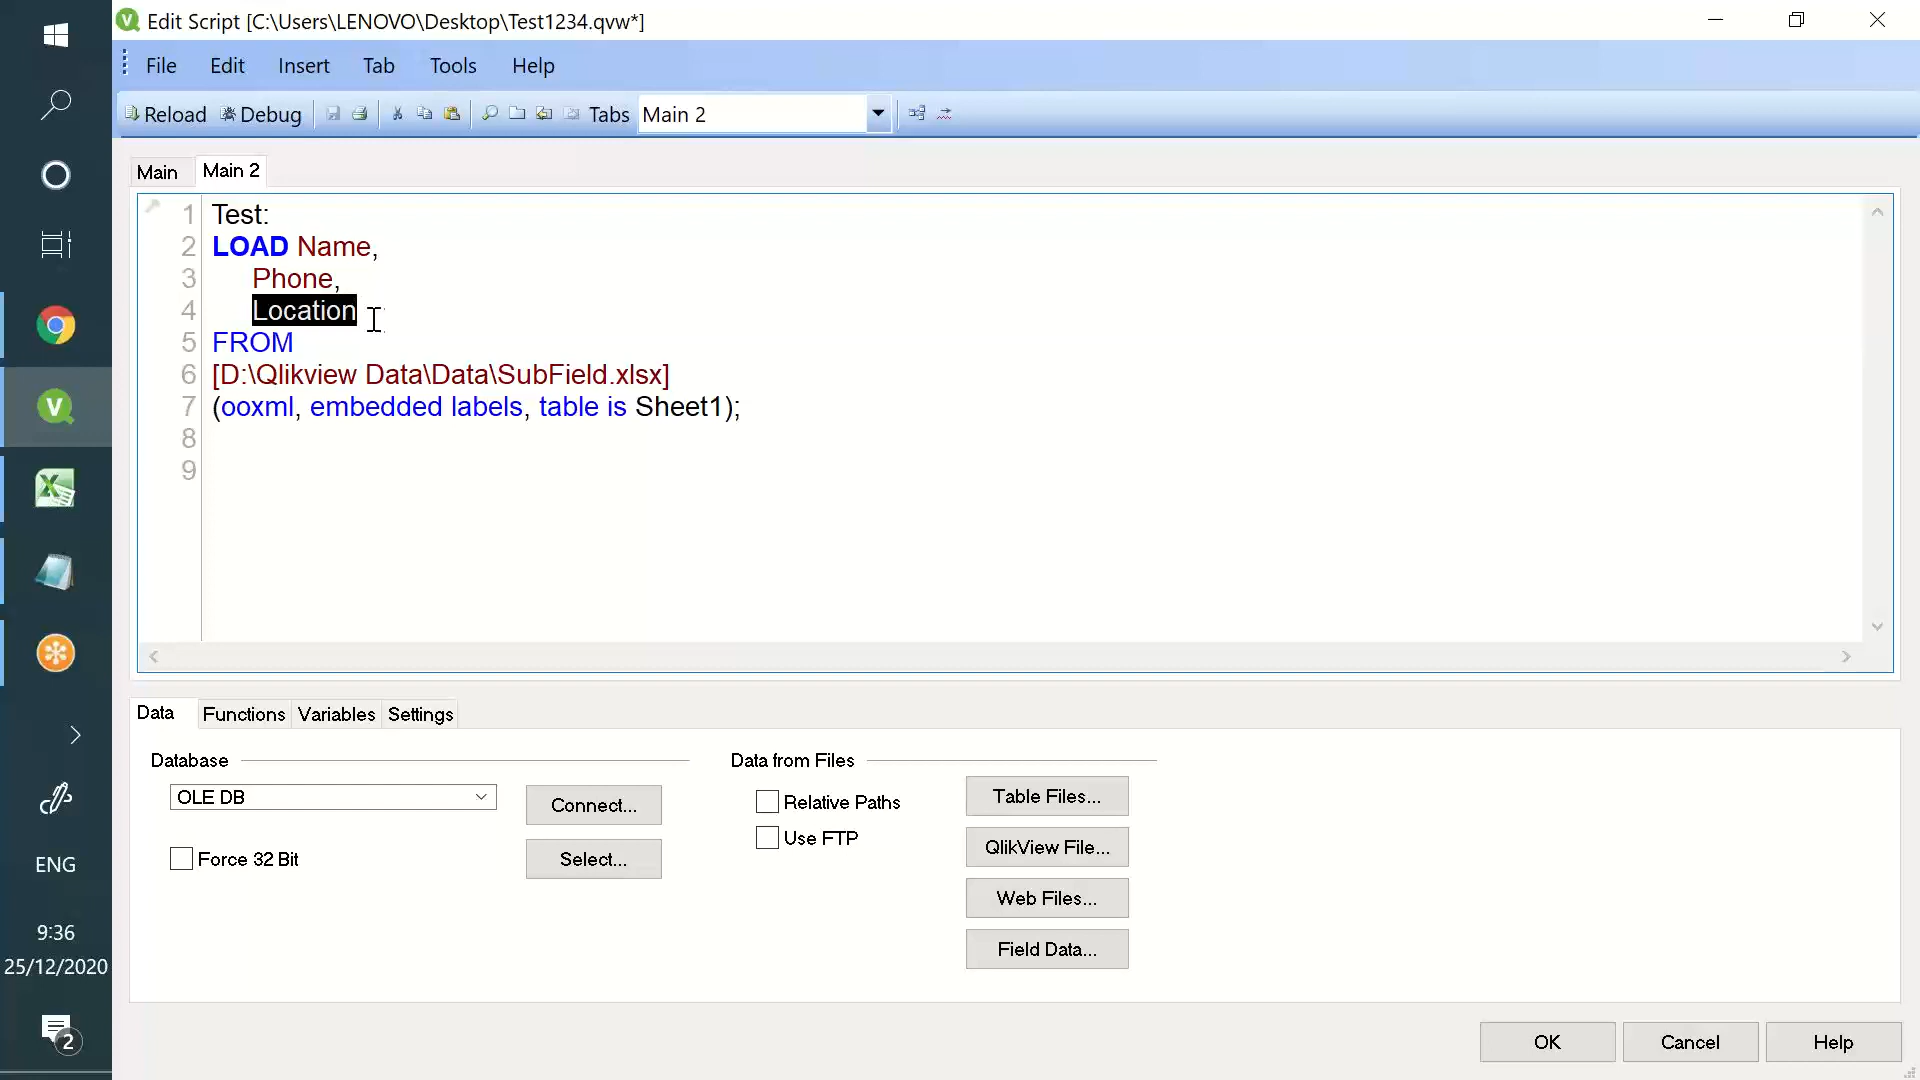 Edit Script [C:\Users\LENOVO\Desktop\Test1234.qvw*]
File Edit Insert Tab Tools Help
Reload Debug Tabs Main 2
Main Main 2
1 Test:
2 LOAD Name,
3 Phone,
4 Location
5 FROM
6 [D:\Qlikview Data\Data\SubField.xlsx]
7 (ooxml, embedded labels, table is Sheet1);
8
9
Data Functions Variables Settings
Database
OLE DB
Connect...
Force 32 Bit
Select...
Data from Files
Relative Paths
Use FTP
Table Files...
QlikView File...
Web Files...
Field Data...
OK Cancel Help
ENG
9:36
25/12/2020
2